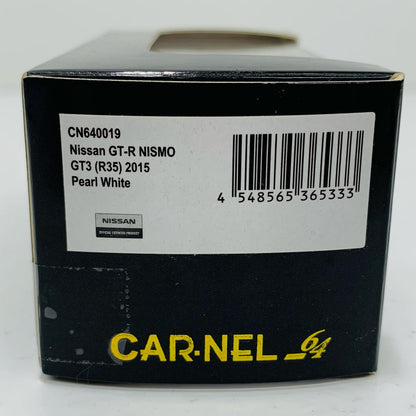 CN640019
Nissan GT-R NISMO
GT3 (R35) 2015
Pearl White
4 548565 365333
NISSAN
OFFICIAL LICENSED PRODUCT
CAR·NEL 64